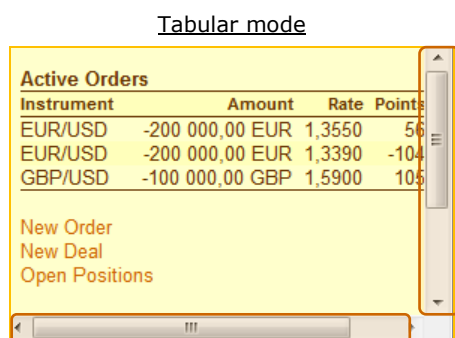 Tabular mode
Active Orders
Instrument Amount Rate Points
EUR/USD -200 000,00 EUR 1,3550 56
EUR/USD -200 000,00 EUR 1,3390 -104
GBP/USD -100 000,00 GBP 1,5900 105
New Order
New Deal
Open Positions